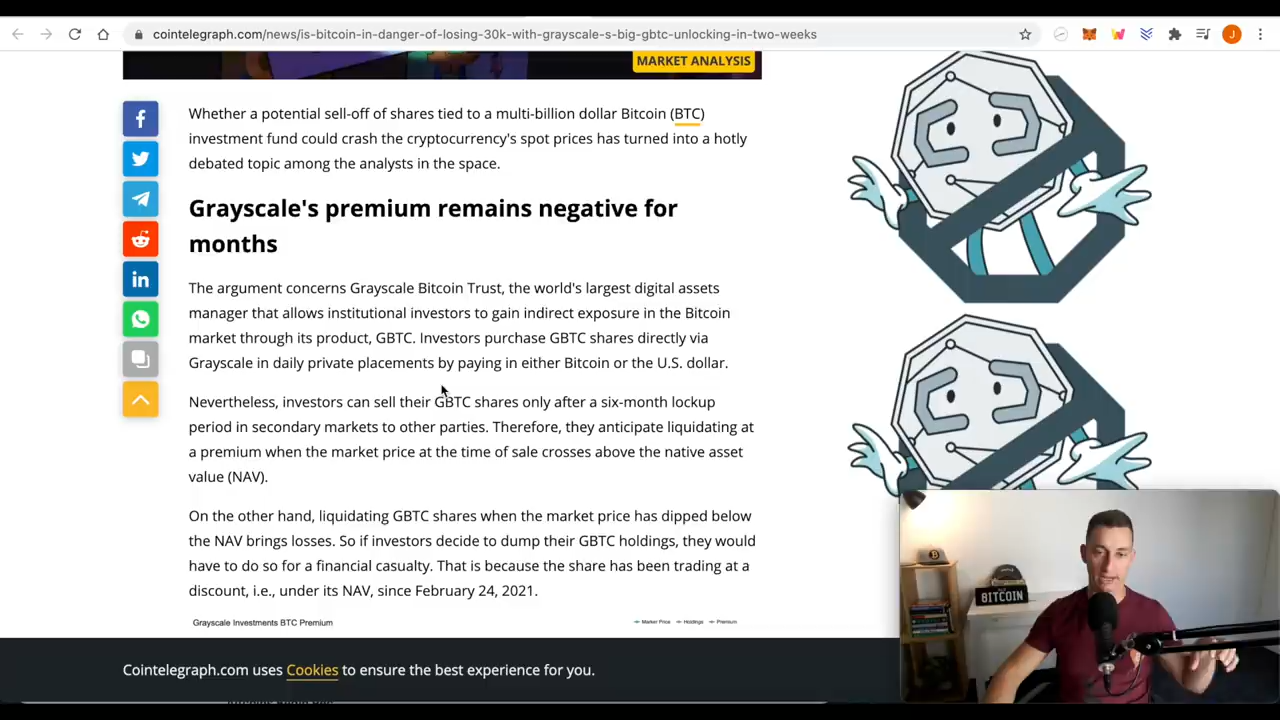 cointelegraph.com/news/is-bitcoin-in-danger-of-losing-30k-with-grayscale-s-big-gbtc-unlocking-in-two-weeks
J
MARKET ANALYSIS
Whether a potential sell-off of shares tied to a multi-billion dollar Bitcoin (BTC)
investment fund could crash the cryptocurrency's spot prices has turned into a hotly
debated topic among the analysts in the space.
Grayscale's premium remains negative for
months
The argument concerns Grayscale Bitcoin Trust, the world's largest digital assets
manager that allows institutional investors to gain indirect exposure in the Bitcoin
market through its product, GBTC. Investors purchase GBTC shares directly via
Grayscale in daily private placements by paying in either Bitcoin or the U.S. dollar.
Nevertheless, investors can sell their GBTC shares only after a six-month lockup
period in secondary markets to other parties. Therefore, they anticipate liquidating at
a premium when the market price at the time of sale crosses above the native asset
value (NAV).
On the other hand, liquidating GBTC shares when the market price has dipped below
the NAV brings losses. So if investors decide to dump their GBTC holdings, they would
have to do so for a financial casualty. That is because the share has been trading at a
discount, i.e., under its NAV, since February 24, 2021.
Grayscale Investments BTC Premium
Market Price Holdings Premium
Cointelegraph.com uses Cookies to ensure the best experience for you.
BITCOIN